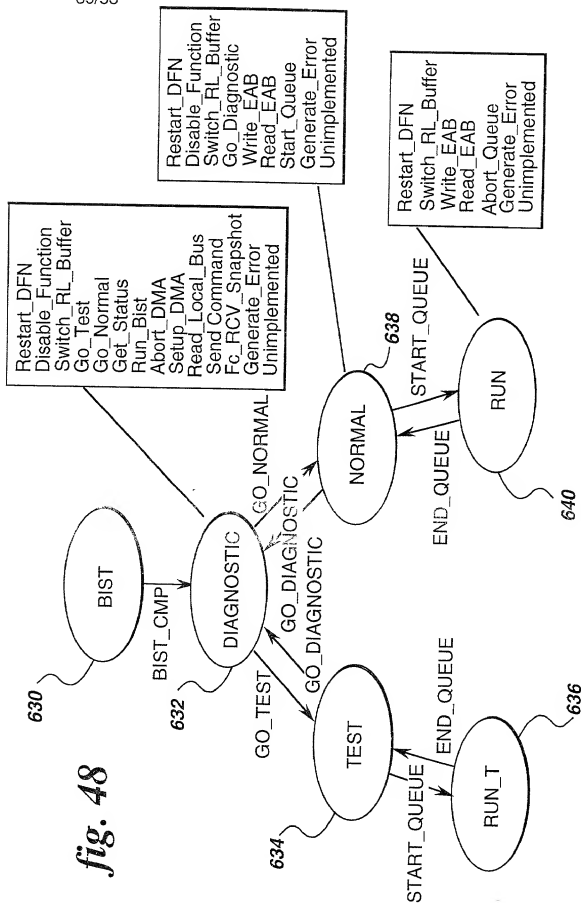 fig. 48
630
BIST
BIST_CMP
632
DIAGNOSTIC
Restart_DFN
Disable_Function
Switch_RL_Buffer
Go_Test
Go_Normal
Get_Status
Run_Bist
Abort_DMA
Setup_DMA
Read_Local_Bus
Send Command
Fc_RCV_Snapshot
Generate_Error
Unimplemented
GO_TEST
GO_DIAGNOSTIC
GO_DIAGNOSTIC
GO_NORMAL
634
TEST
START_QUEUE
END_QUEUE
RUN_T
636
NORMAL
638
Restart_DFN
Disable_Function
Switch_RL_Buffer
Go_Diagnostic
Write_EAB
Read_EAB
Start_Queue
Generate_Error
Unimplemented
END_QUEUE
START_QUEUE
RUN
640
Restart_DFN
Switch_RL_Buffer
Write_EAB
Read_EAB
Abort_Queue
Generate_Error
Unimplemented